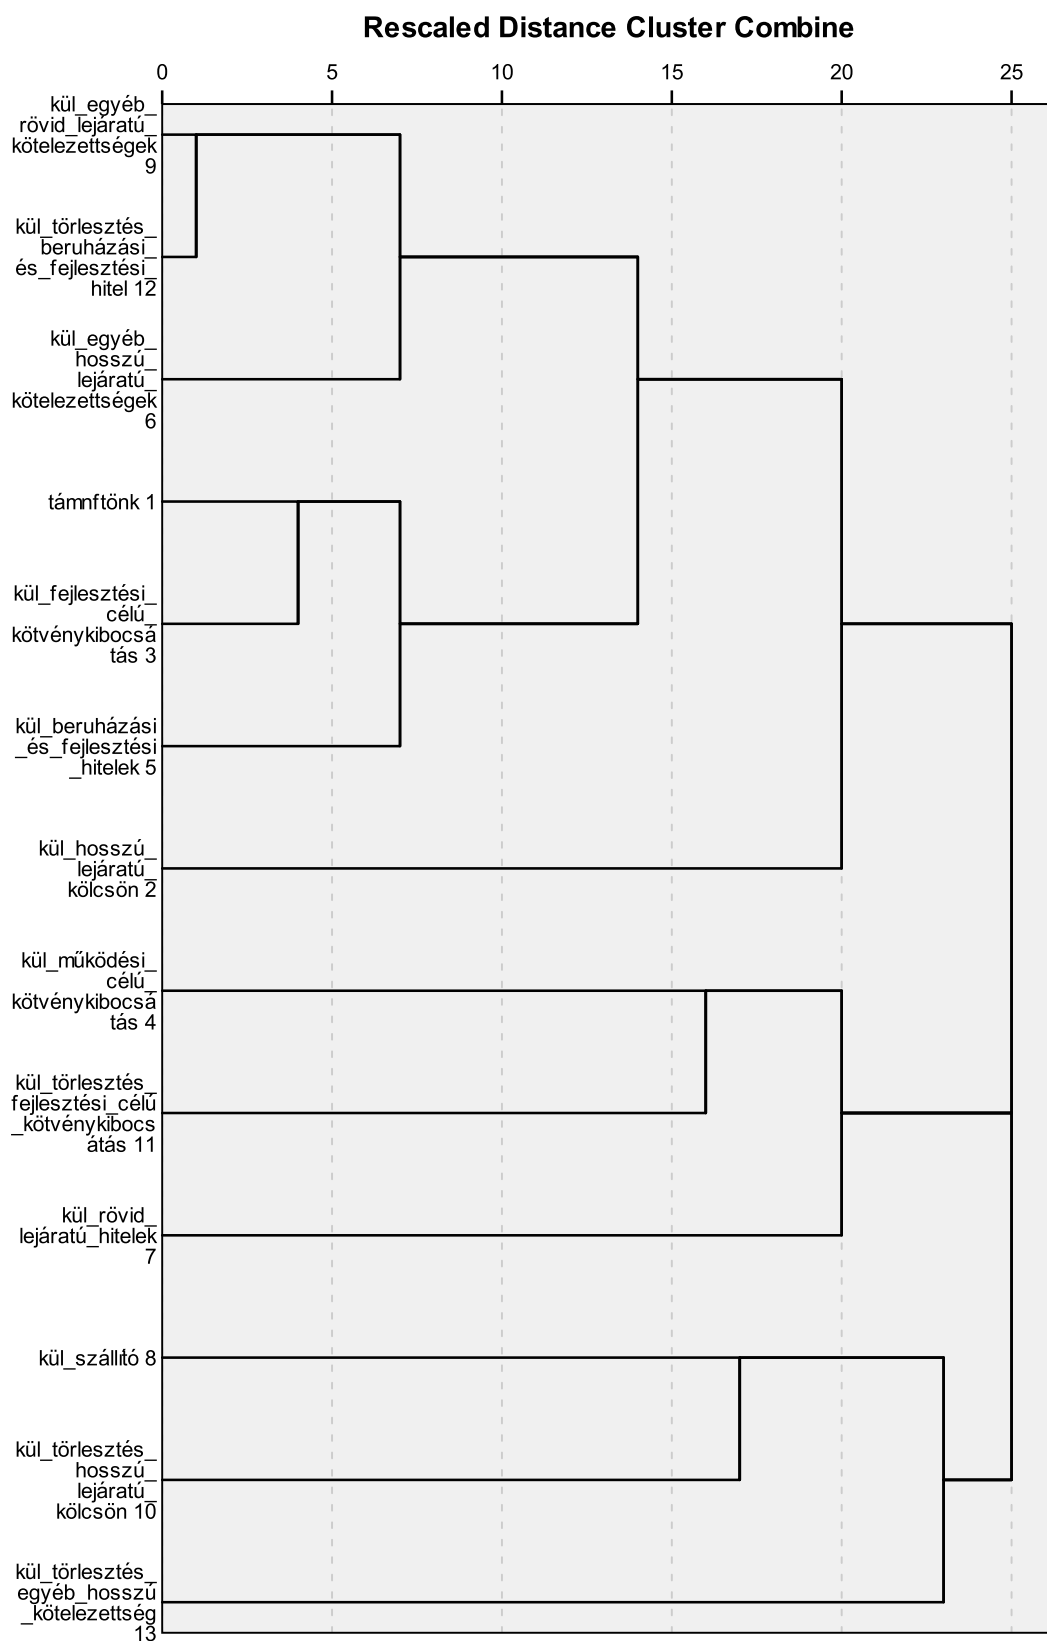 Rescaled Distance Cluster Combine
0 5 10 15 20 25
kül_egyéb_
rövid_lejáratú_
kötelezettségek
9
kül_törlesztés_
beruházási_
és_fejlesztési_
hitel 12
kül_egyéb_
hosszú_
lejáratú_
kötelezettségek
6
támnftönk 1
kül_fejlesztési_
célú_
kötvénykibocsá
tás 3
kül_beruházási
_és_fejlesztési
_hitelek 5
kül_hosszú_
lejáratú_
kölcsön 2
kül_működési_
célú_
kötvénykibocsá
tás 4
kül_törlesztés_
fejlesztési_célú
_kötvénykibocs
átás 11
kül_rövid_
lejáratú_hitelek
7
kül_szállító 8
kül_törlesztés_
hosszú_
lejáratú_
kölcsön 10
kül_törlesztés_
egyéb_hosszú
_kötelezettség
13